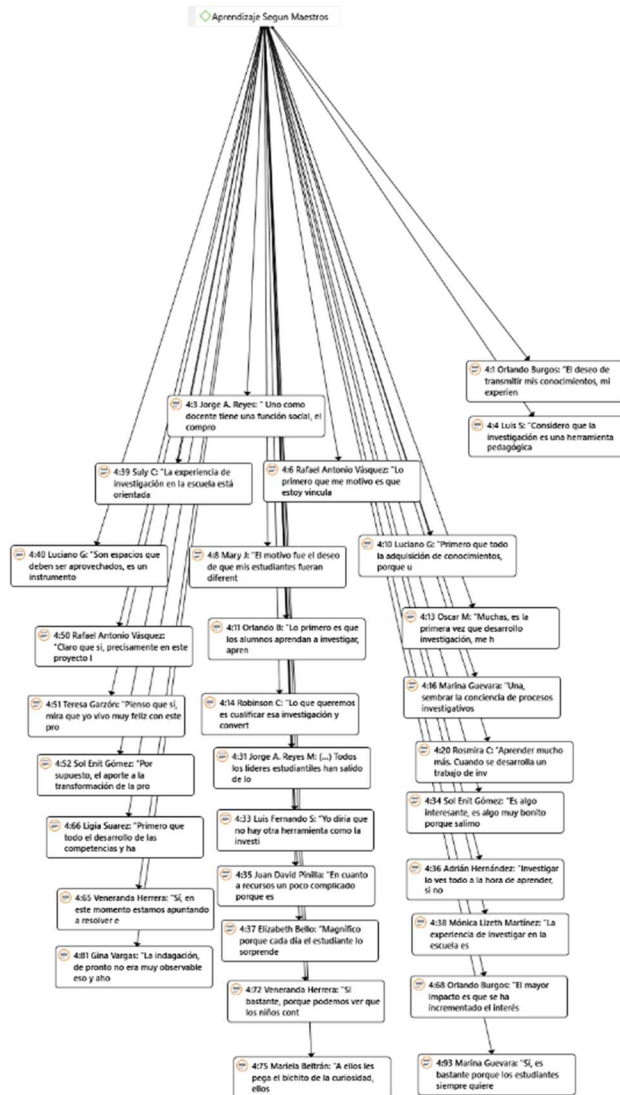 Aprendizaje Segun Maestros
4:1 Orlando Burgos: "El deseo de
transmitir mis conocimientos, mi
experien
4:3 Jorge A. Reyes: " Uno como
docente tiene una función social, el
compro
4:4 Luis S: "Considero que la
investigación es una herramienta
pedagógica
4:39 Suly C: "La experiencia de
investigación en la escuela está
orientada
4:6 Rafael Antonio Vásquez: "Lo
primero que me motivo es que
estoy vincula
4:40 Luciano G: "Son espacios que
deben ser aprovechados, es un
instrumento
4:8 Mary J: "El motivo fue el deseo
de que mis estudiantes fueran
diferent
4:10 Luciano G: "Primero que todo
la adquisición de conocimientos,
porque u
4:13 Oscar M: "Muchas, es la
primera vez que desarrollo
investigación, me h
4:50 Rafael Antonio Vásquez:
"Claro que si, precisamente en este
proyecto l
4:11 Orlando B: "Lo primero es que
los alumnos aprendan a investigar,
apren
4:16 Marina Guevara: "Una,
sembrar la conciencia de procesos
investigativos
4:51 Teresa Garzón: "Pienso que sí,
mira que yo vivo muy feliz con este
pro
4:14 Robinson C: "Lo que queremos
es cualificar esa investigación y
convert
4:20 Rosmira C: "Aprender mucho
más. Cuando se desarrolla un
trabajo de inv
4:52 Sol Enit Gómez: "Por
supuesto, el aporte a la
transformación de la pro
4:31 Jorge A. Reyes M: (...) Todos
los líderes estudiantiles han salido
de lo
4:34 Sol Enit Gómez: "Es algo
interesante, es algo muy bonito
porque salimo
4:66 Ligia Suarez: "Primero que
todo el desarrollo de las
competencias y ha
4:33 Luis Fernando S: "Yo diría que
no hay otra herramienta como la
investi
4:36 Adrián Hernández: "Investigar
lo ves todo a la hora de aprender,
si no
4:65 Veneranda Herrera: "Sí, en
este momento estamos apuntando
a resolver e
4:35 Juan David Pinilla: "En cuanto
a recursos un poco complicado
porque es
4:38 Mónica Lizeth Martínez: "La
experiencia de investigar en la
escuela es
4:81 Gina Vargas: "La indagación,
de pronto no era muy observable
eso y aho
4:37 Elizabeth Bello: "Magnífico
porque cada día el estudiante lo
sorprende
4:68 Orlando Burgos: "El mayor
impacto es que se ha
incrementado el interés
4:72 Veneranda Herrera: "Si
bastante, porque podemos ver que
los niños cont
4:93 Marina Guevara: "Sí, es
bastante porque los estudiantes
siempre quiere
4:75 Mariela Beltrán: "A ellos les
pega el bichito de la curiosidad,
ellos